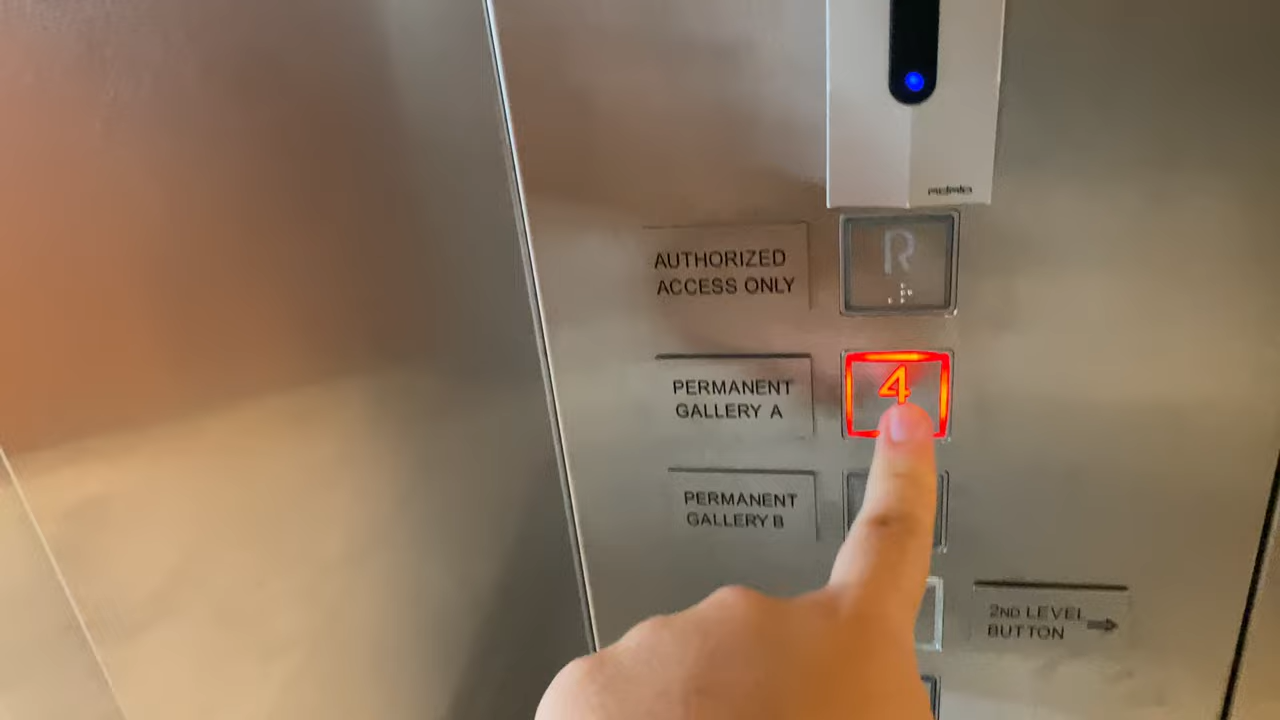 AUTHORIZED
ACCESS ONLY
R
PERMANENT
GALLERY A
4
PERMANENT
GALLERY B
2ND LEVEL
BUTTON